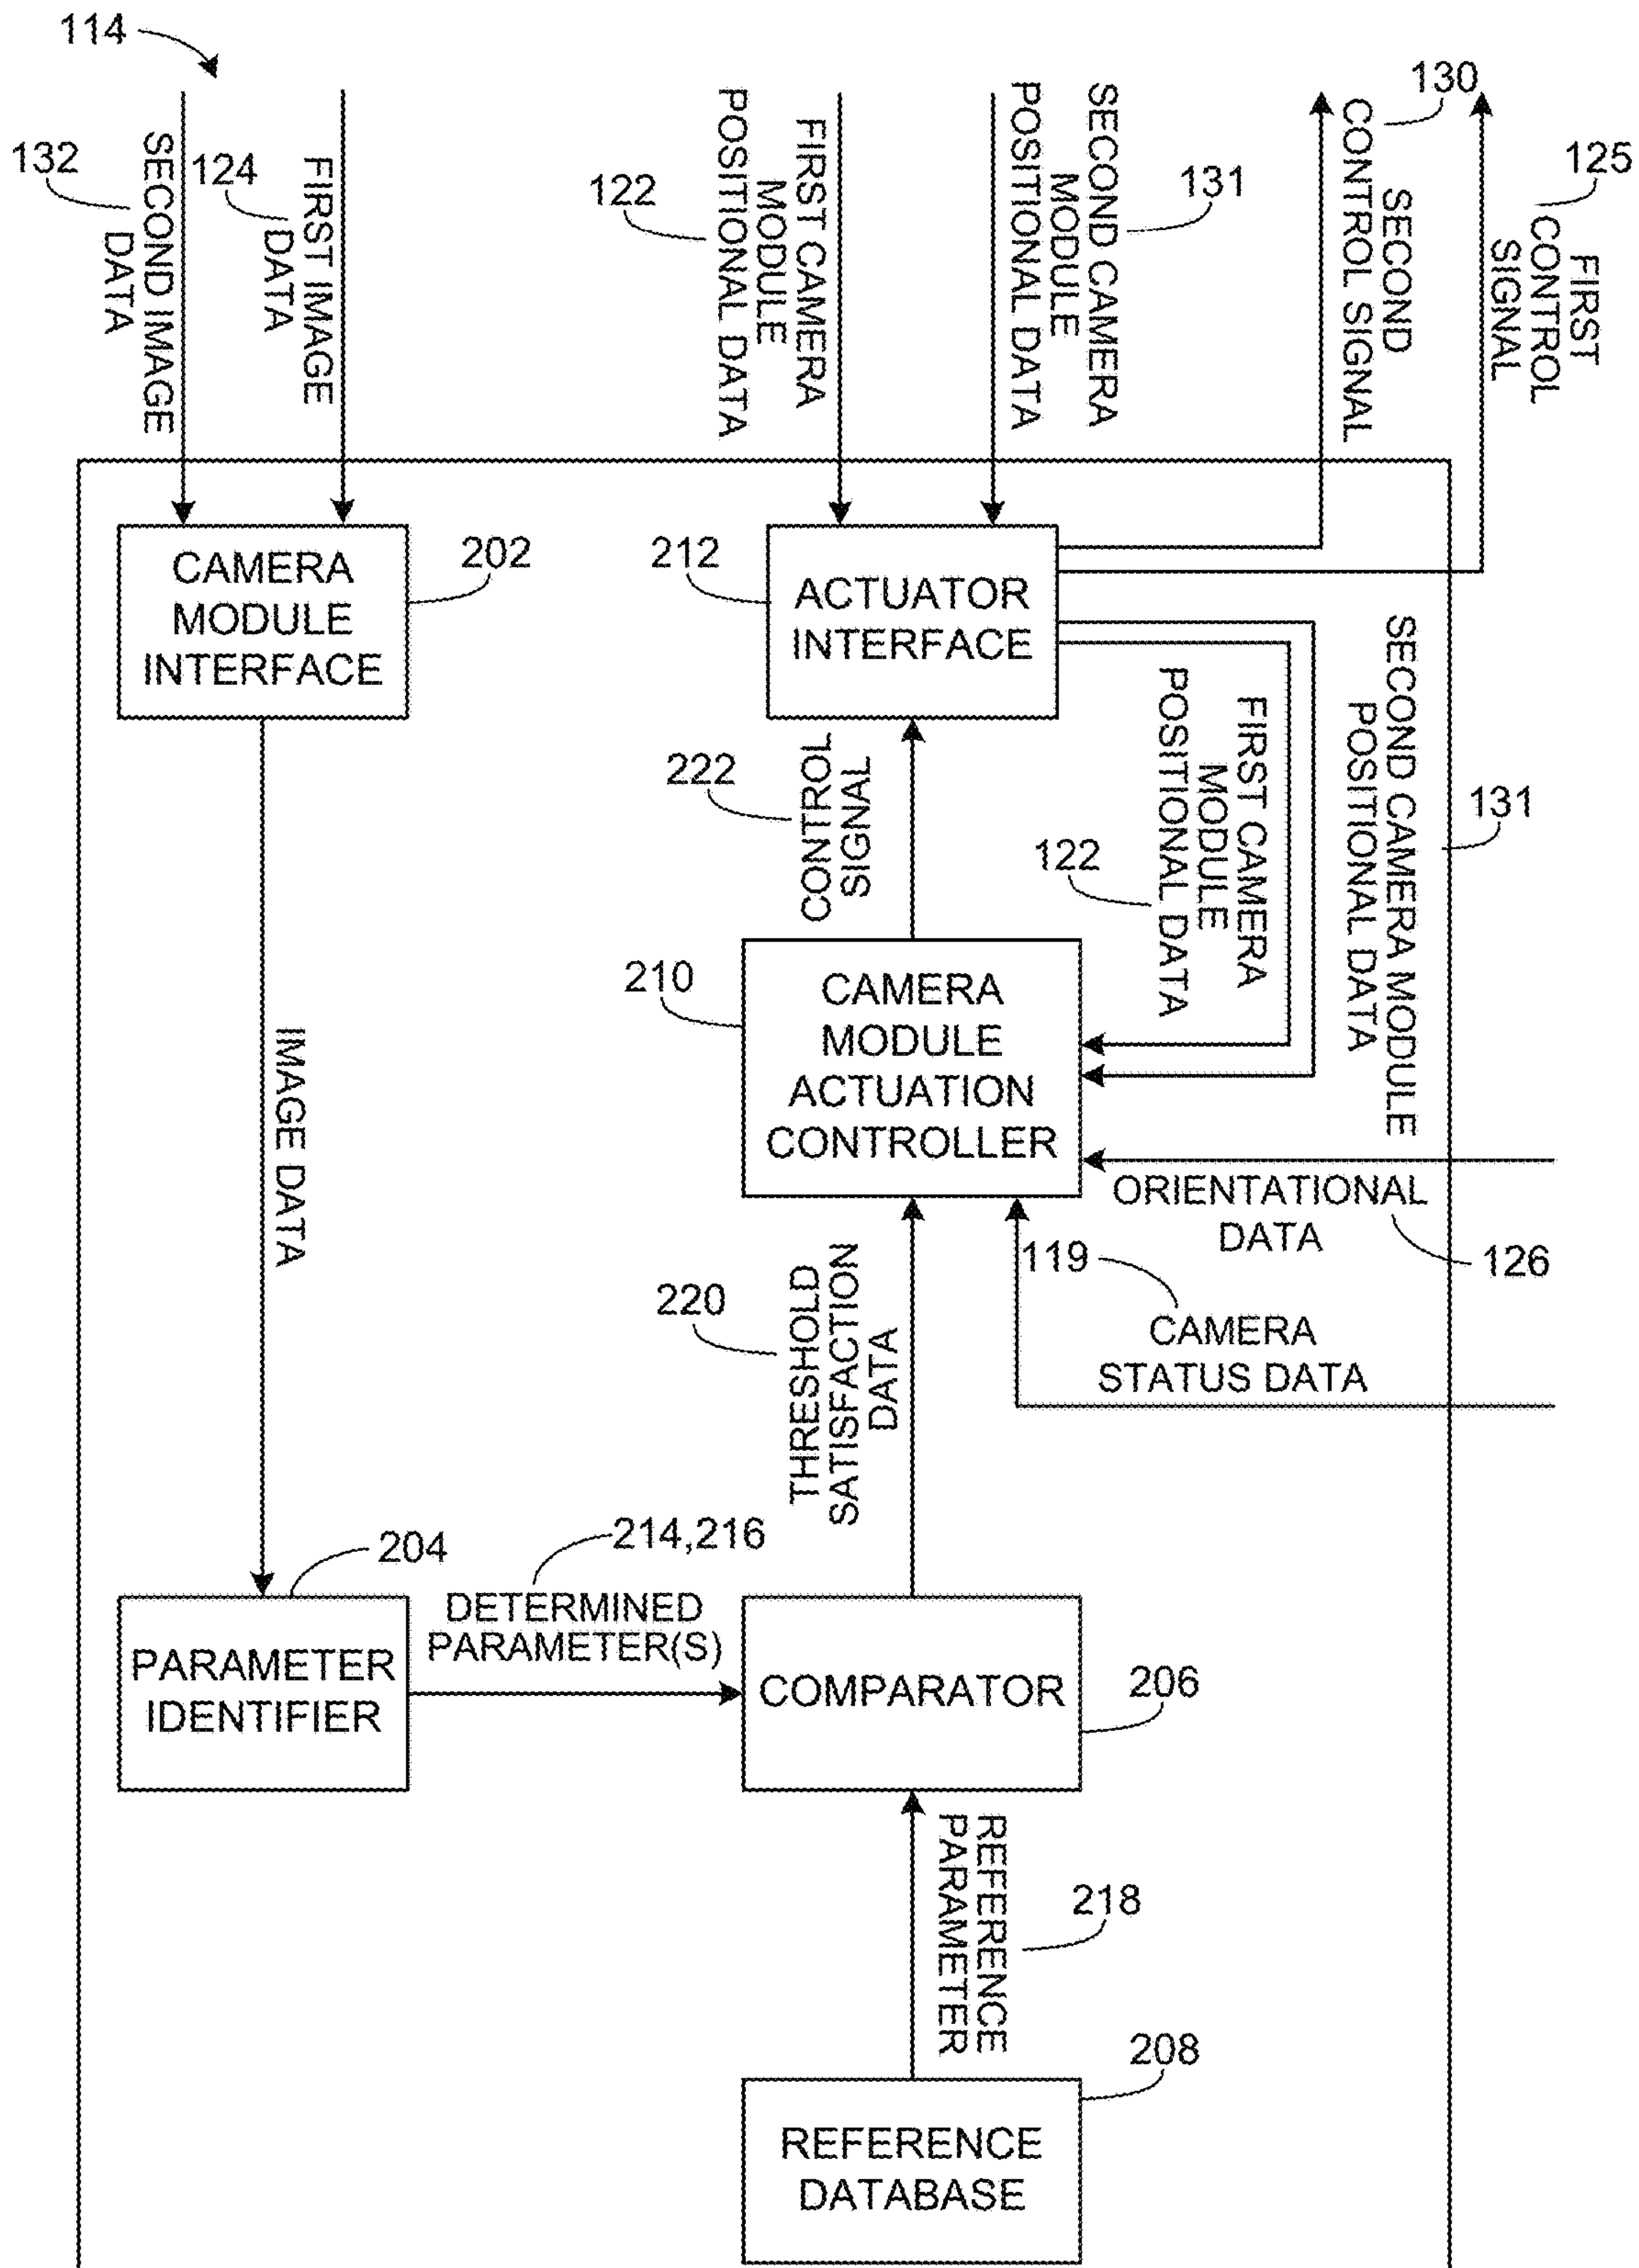 114
132
SECOND IMAGE
DATA
124
FIRST IMAGE
DATA
122
FIRST CAMERA
MODULE
POSITIONAL DATA
SECOND CAMERA
MODULE
POSITIONAL DATA
131
130
SECOND
CONTROL SIGNAL
125
FIRST
CONTROL
SIGNAL
CAMERA
MODULE
INTERFACE
202
212
ACTUATOR
INTERFACE
222
CONTROL
SIGNAL
122
FIRST CAMERA
MODULE
POSITIONAL DATA
SECOND CAMERA MODULE
POSITIONAL DATA
131
210
CAMERA
MODULE
ACTUATION
CONTROLLER
IMAGE DATA
ORIENTATIONAL
DATA
126
119
CAMERA
STATUS DATA
220
THRESHOLD
SATISFACTION
DATA
204
214,216
DETERMINED
PARAMETER(S)
PARAMETER
IDENTIFIER
COMPARATOR
206
REFERENCE
PARAMETER
218
208
REFERENCE
DATABASE